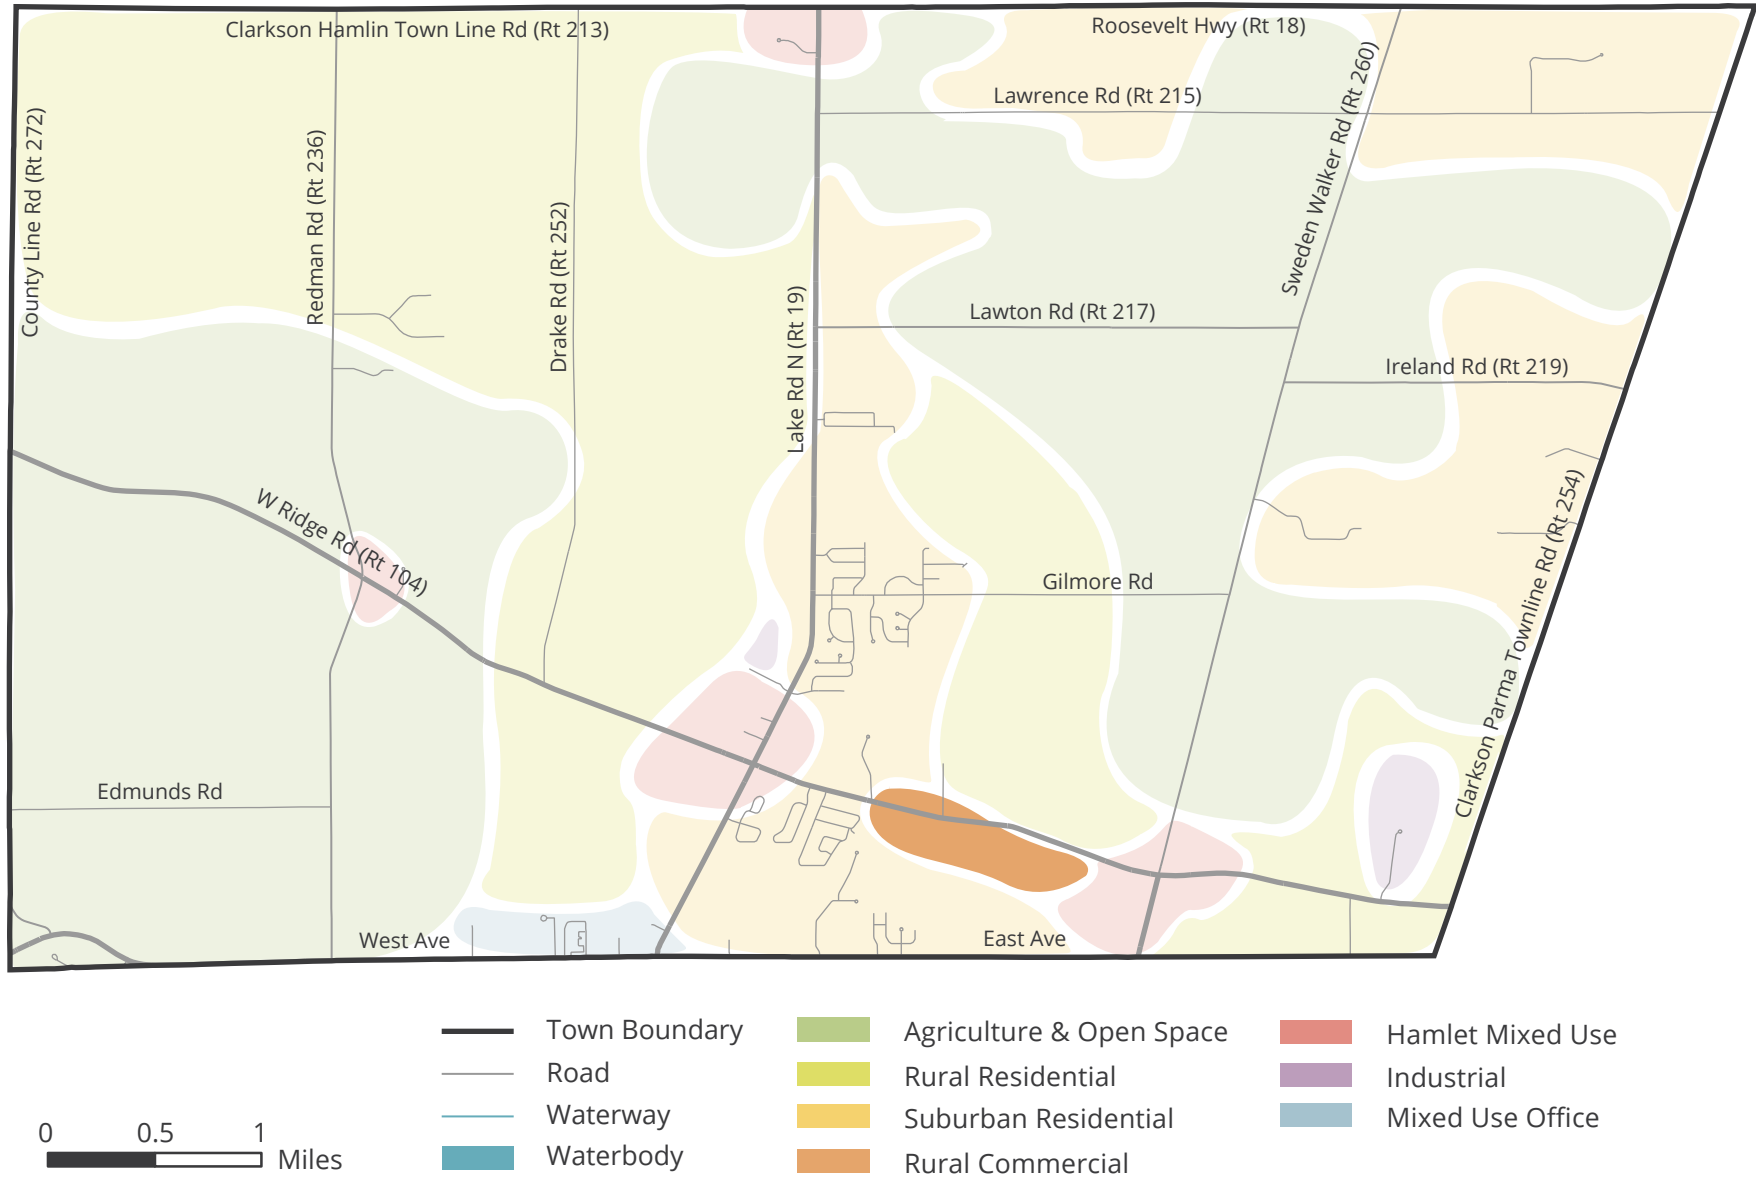 Clarkson Hamlin Town Line Rd (Rt 213)
Roosevelt Hwy (Rt 18)
Lawrence Rd (Rt 215)
Sweden Walker Rd (Rt 260)
County Line Rd (Rt 272)
Redman Rd (Rt 236)
Drake Rd (Rt 252)
Lake Rd N (Rt 19)
Lawton Rd (Rt 217)
Ireland Rd (Rt 219)
W Ridge Rd (Rt 104)
Gilmore Rd
Clarkson Parma Townline Rd (Rt 254)
Edmunds Rd
West Ave
East Ave
0 0.5 1
Miles
Town Boundary
Road
Waterway
Waterbody
Agriculture & Open Space
Rural Residential
Suburban Residential
Rural Commercial
Hamlet Mixed Use
Industrial
Mixed Use Office